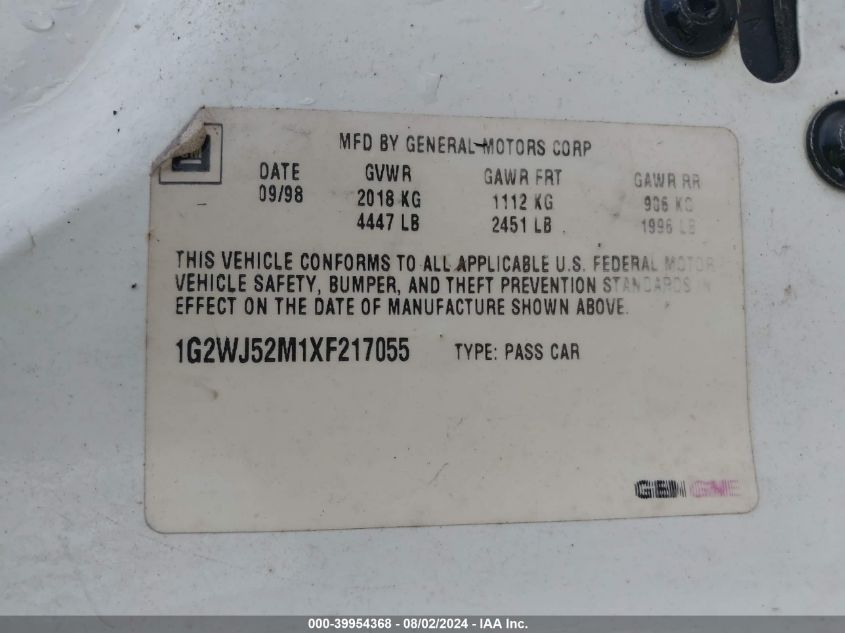 GM
MFD BY GENERAL MOTORS CORP
DATE GVWR GAWR FRT GAWR RR
09/98 2018 KG 1112 KG 906 KG
4447 LB 2451 LB 1996 LB
THIS VEHICLE CONFORMS TO ALL APPLICABLE U.S. FEDERAL MOTOR
VEHICLE SAFETY, BUMPER, AND THEFT PREVENTION STANDARDS IN
EFFECT ON THE DATE OF MANUFACTURE SHOWN ABOVE.
1G2WJ52M1XF217055 TYPE: PASS CAR
000-39954368 - 08/02/2024 - IAA Inc.